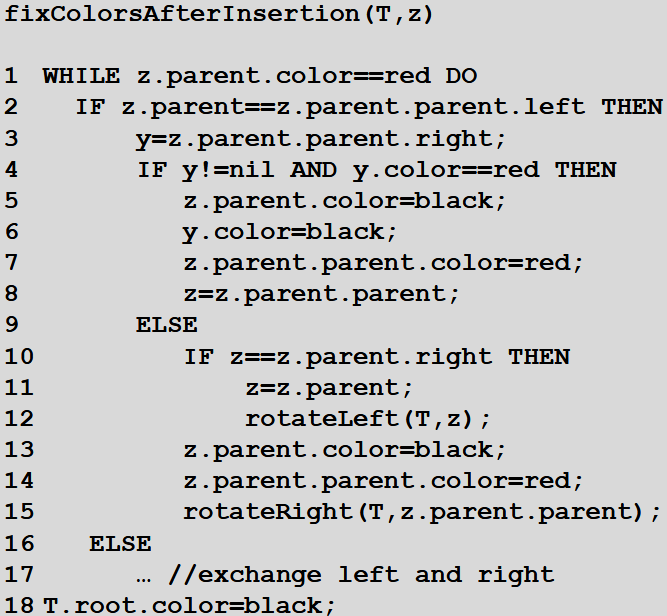 fixColorsAfterInsertion(T,z)
1 WHILE z.parent.color==red DO
2 IF z.parent==z.parent.parent.left THEN
3 y=z.parent.parent.right;
4 IF y!=nil AND y.color==red THEN
5 z.parent.color=black;
6 y.color=black;
7 z.parent.parent.color=red;
8 z=z.parent.parent;
9 ELSE
10 IF z==z.parent.right THEN
11 z=z.parent;
12 rotateLeft(T,z);
13 z.parent.color=black;
14 z.parent.parent.color=red;
15 rotateRight(T,z.parent.parent);
16 ELSE
17 … //exchange left and right
18 T.root.color=black;